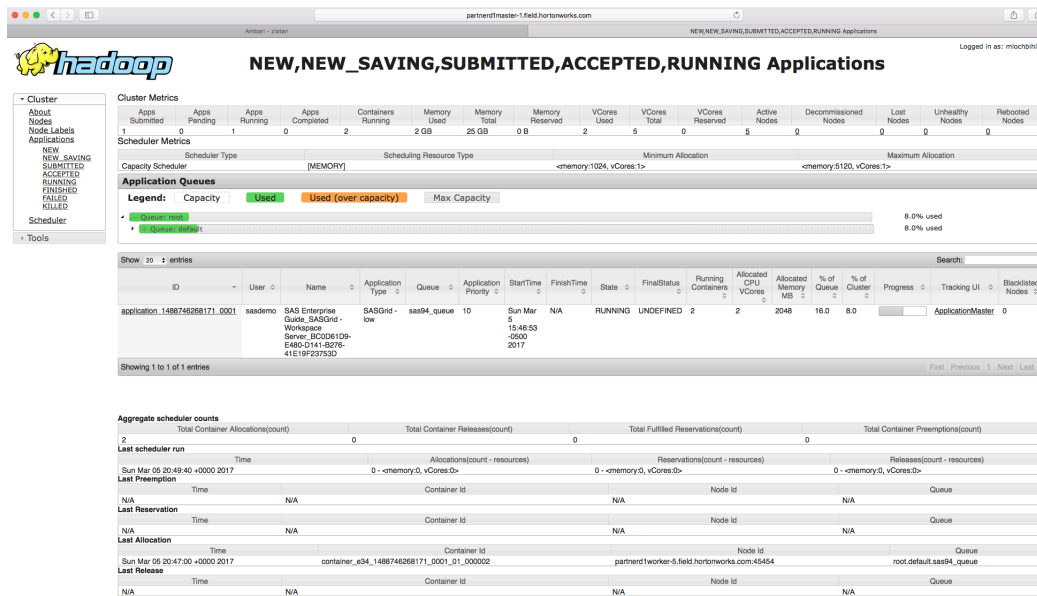 partnerd1master-1.field.hortonworks.com
Ambari - zlatan
NEW,NEW_SAVING,SUBMITTED,ACCEPTED,RUNNING Applications
Logged in as: mlochbihl
hadoop
NEW,NEW_SAVING,SUBMITTED,ACCEPTED,RUNNING Applications
Cluster
About
Nodes
Node Labels
Applications
NEW
NEW_SAVING
SUBMITTED
ACCEPTED
RUNNING
FINISHED
FAILED
KILLED
Scheduler
Tools
Cluster Metrics
Apps Submitted Apps Pending Apps Running Apps Completed Containers Running Memory Used Memory Total Memory Reserved VCores Used VCores Total VCores Reserved Active Nodes Decommissioned Nodes Lost Nodes Unhealthy Nodes Rebooted Nodes
1 0 1 0 2 2 GB 25 GB 0 B 2 5 0 5 0 0 0 0
Scheduler Metrics
Scheduler Type Scheduling Resource Type Minimum Allocation Maximum Allocation
Capacity Scheduler [MEMORY] <memory:1024, vCores:1> <memory:5120, vCores:1>
Application Queues
Legend: Capacity Used Used (over capacity) Max Capacity
- Queue: root 8.0% used
+ Queue: default 8.0% used
Show 20 entries Search:
ID User Name Application Type Queue Application Priority StartTime FinishTime State FinalStatus Running Containers Allocated CPU VCores Allocated Memory MB % of Queue % of Cluster Progress Tracking UI Blacklisted Nodes
application_1488746268171_0001 sasdemo SAS Enterprise Guide_SASGrid - Workspace Server_BC0D61D9-E480-D141-B276-41E19F23753D SASGrid - low sas94_queue 10 Sun Mar 5 15:46:53 -0500 2017 N/A RUNNING UNDEFINED 2 2 2048 16.0 8.0 ApplicationMaster 0
Showing 1 to 1 of 1 entries First Previous 1 Next Last
Aggregate scheduler counts
Total Container Allocations(count) Total Container Releases(count) Total Fulfilled Reservations(count) Total Container Preemptions(count)
2 0 0 0
Last scheduler run
Time Allocations(count - resources) Reservations(count - resources) Releases(count - resources)
Sun Mar 05 20:49:40 +0000 2017 0 - <memory:0, vCores:0> 0 - <memory:0, vCores:0> 0 - <memory:0, vCores:0>
Last Preemption
Time Container Id Node Id Queue
N/A N/A N/A N/A
Last Reservation
Time Container Id Node Id Queue
N/A N/A N/A N/A
Last Allocation
Time Container Id Node Id Queue
Sun Mar 05 20:47:00 +0000 2017 container_e34_1488746268171_0001_01_000002 partnerd1worker-5.field.hortonworks.com:45454 root.default.sas94_queue
Last Release
Time Container Id Node Id Queue
N/A N/A N/A N/A